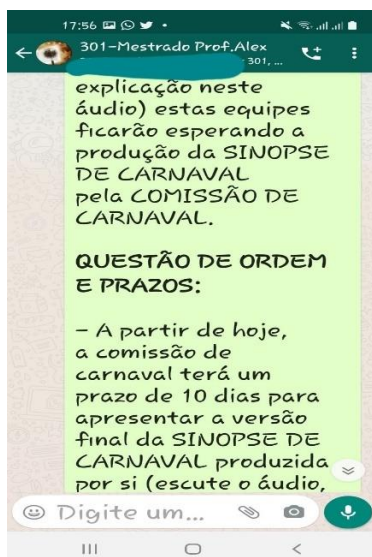 17:56
301-Mestrado Prof.Alex
301, ...
explicação neste
áudio) estas equipes
ficarão esperando a
produção da SINOPSE
DE CARNAVAL
pela COMISSÃO DE
CARNAVAL.
QUESTÃO DE ORDEM
E PRAZOS:
- A partir de hoje,
a comissão de
carnaval terá um
prazo de 10 dias para
apresentar a versão
final da SINOPSE DE
CARNAVAL produzida
por si (escute o áudio,
Digite um...